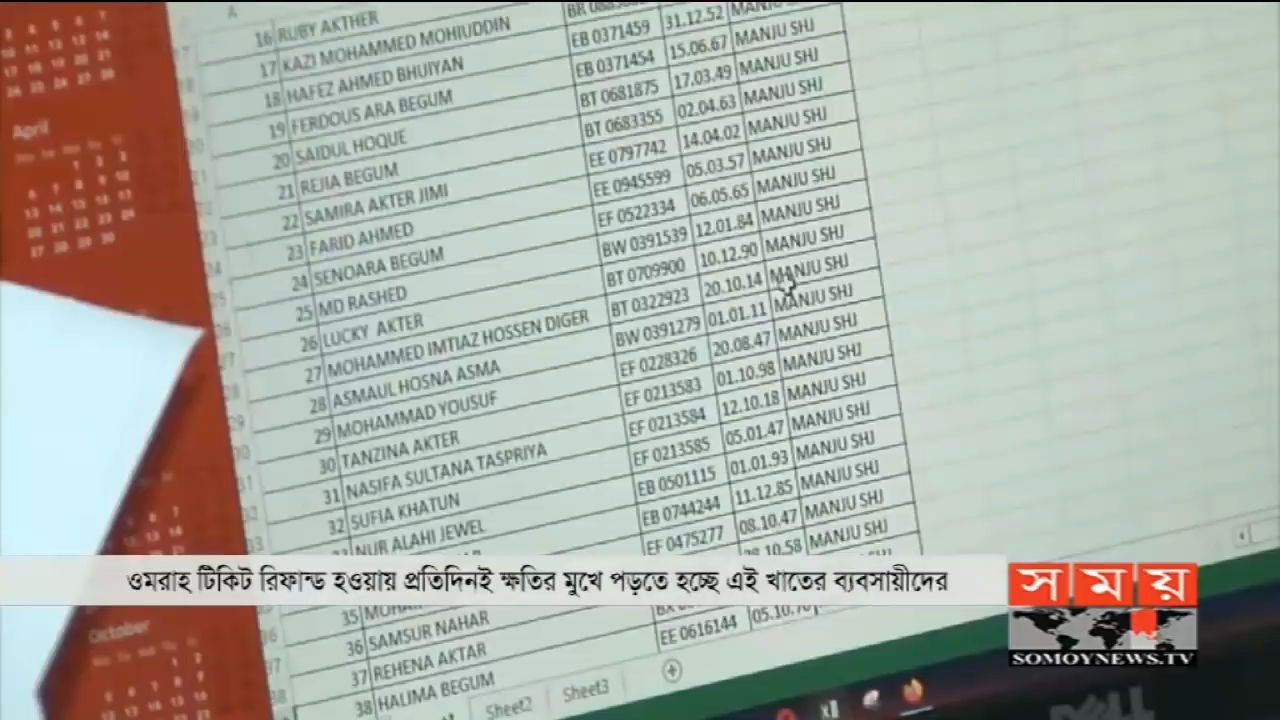 A
16 RUBY AKTHER
17 KAZI MOHAMMED MOHIUDDIN
18 HAFEZ AHMED BHUIYAN EB 0371459 31.12.52 MANJU
19 FERDOUS ARA BEGUM EB 0371454 15.06.67 MANJU SHJ
20 SAIDUL HOQUE BT 0681875 17.03.49 MANJU SHJ
21 REJIA BEGUM BT 0683355 02.04.63 MANJU SHJ
22 SAMIRA AKTER JIMI EE 0797742 14.04.02 MANJU SHJ
23 FARID AHMED EE 0945599 05.03.57 MANJU SHJ
24 SENOARA BEGUM EF 0522334 06.05.65 MANJU SHJ
25 MD RASHED BW 0391539 12.01.84 MANJU SHJ
26 LUCKY AKTER BT 0709900 10.12.90 MANJU SHJ
27 MOHAMMED IMTIAZ HOSSEN DIGER BT 0322923 20.10.14 MANJU SHJ
28 ASMAUL HOSNA ASMA BW 0391279 01.01.11 MANJU SHJ
29 MOHAMMAD YOUSUF EF 0228326 20.08.47 MANJU SHJ
30 TANZINA AKTER EF 0213583 01.10.98 MANJU SHJ
31 NASIFA SULTANA TASPRIYA EF 0213584 12.10.18 MANJU SHJ
32 SUFIA KHATUN EF 0213585 05.01.47 MANJU SHJ
NUR ALAHI JEWEL EB 0501115 01.01.93 MANJU SHJ
EB 0744244 11.12.85 MANJU SHJ
35 EF 0475277 08.10.47 MANJU SHJ
36 SAMSUR NAHAR
37 REHENA AKTAR
38 HALIMA BEGUM EE 0616144
Sheet2 Sheet3
April
October
ওমরাহ টিকিট রিফান্ড হওয়ায় প্রতিদিনই ক্ষতির মুখে পড়তে হচ্ছে এই খাতের ব্যবসায়ীদের
সময়
SOMOYNEWS.TV
DELL